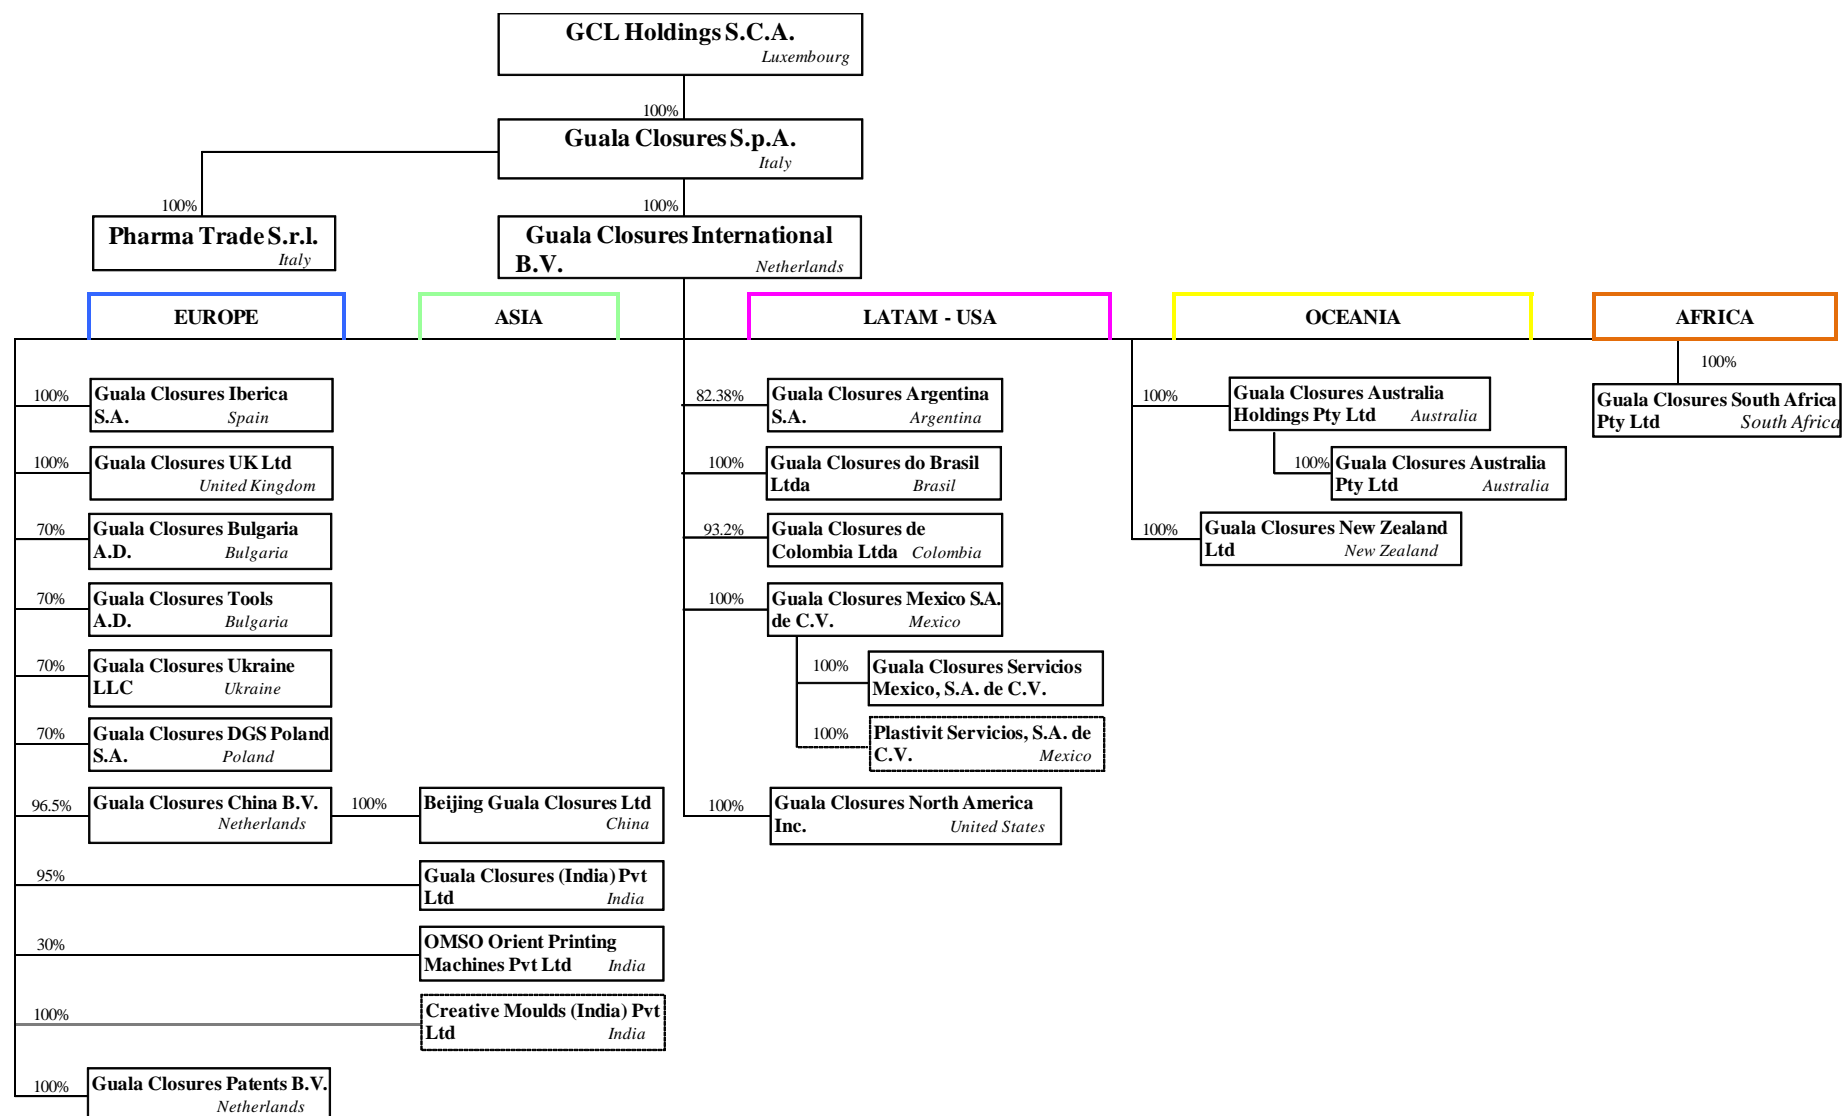 GCL Holdings S.C.A.
Luxembourg
100%
Guala Closures S.p.A.
Italy
100%
100%
Pharma Trade S.r.l.
Italy
Guala Closures International
B.V. Netherlands
EUROPE
ASIA
LATAM - USA
OCEANIA
AFRICA
100%
Guala Closures Iberica
S.A. Spain
100%
Guala Closures UK Ltd
United Kingdom
70%
Guala Closures Bulgaria
A.D. Bulgaria
70%
Guala Closures Tools
A.D. Bulgaria
70%
Guala Closures Ukraine
LLC Ukraine
70%
Guala Closures DGS Poland
S.A. Poland
96.5%
Guala Closures China B.V.
Netherlands
100%
Beijing Guala Closures Ltd
China
95%
Guala Closures (India) Pvt
Ltd India
30%
OMSO Orient Printing
Machines Pvt Ltd India
100%
Creative Moulds (India) Pvt
Ltd India
100%
Guala Closures Patents B.V.
Netherlands
82.38%
Guala Closures Argentina
S.A. Argentina
100%
Guala Closures do Brasil
Ltda Brasil
93.2%
Guala Closures de
Colombia Ltda Colombia
100%
Guala Closures Mexico S.A.
de C.V. Mexico
100%
Guala Closures Servicios
Mexico, S.A. de C.V.
100%
Plastivit Servicios, S.A. de
C.V. Mexico
100%
Guala Closures North America
Inc. United States
100%
Guala Closures Australia
Holdings Pty Ltd Australia
100%
Guala Closures Australia
Pty Ltd Australia
100%
Guala Closures New Zealand
Ltd New Zealand
100%
Guala Closures South Africa
Pty Ltd South Africa